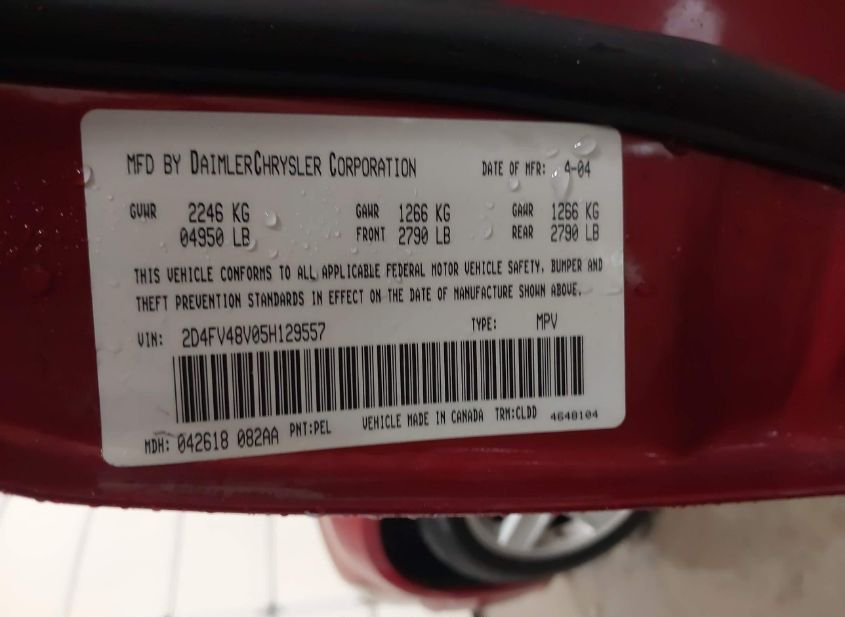 MFD BY DAIMLERCHRYSLER CORPORATION DATE OF MFR: 4-04
GVWR 2246 KG GAWR 1266 KG GAWR 1266 KG
04950 LB FRONT 2790 LB REAR 2790 LB
THIS VEHICLE CONFORMS TO ALL APPLICABLE FEDERAL MOTOR VEHICLE SAFETY, BUMPER AND
THEFT PREVENTION STANDARDS IN EFFECT ON THE DATE OF MANUFACTURE SHOWN ABOVE.
VIN: 2D4FV48V05H129557 TYPE: MPV
MDH: 042618 082AA PNT:PEL VEHICLE MADE IN CANADA TRM:CLDD 4648104